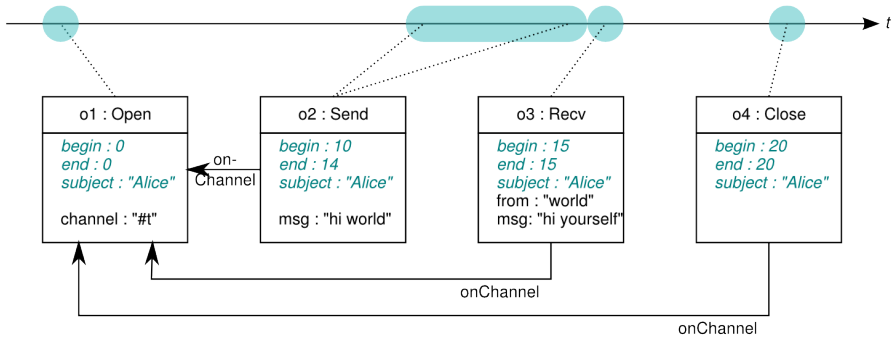 t
o1 : Open
begin : 0
end : 0
subject : "Alice"
channel : "#t"
on-
Channel
o2 : Send
begin : 10
end : 14
subject : "Alice"
msg : "hi world"
o3 : Recv
begin : 15
end : 15
subject : "Alice"
from : "world"
msg: "hi yourself"
o4 : Close
begin : 20
end : 20
subject : "Alice"
onChannel
onChannel